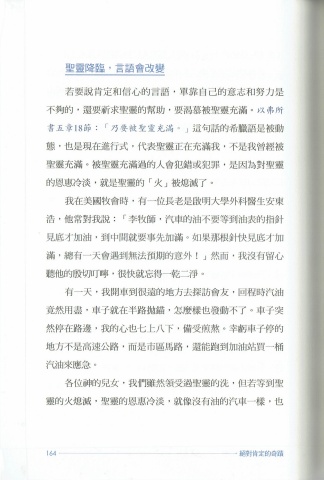 聖靈降臨，言語會改變
若要說肯定和信心的言語，單靠自己的意志和努力是
不夠的，還要祈求聖靈的幫助，要渴慕被聖靈充滿。以弗所
書五章18節：「乃要被聖靈充滿。」這句話的希臘語是被動
態，也是現在進行式，代表聖靈正在充滿我，不是我曾經被
聖靈充滿。被聖靈充滿過的人會犯錯或犯罪，是因為對聖靈
的恩惠冷淡，就是聖靈的「火」被熄滅了。
我在美國牧會時，有一位長老是啟明大學外科醫生安東
浩，他常對我說：「李牧師，汽車的油不要等到油表的指針
見底才加油，到中間就要事先加滿。如果那根針快見底才加
滿，總有一天會遇到無法預期的意外！」然而，我沒有留心
聽他的殷切叮嚀，很快就忘得一乾二淨。
有一天，我開車到很遠的地方去探訪會友，回程時汽油
竟然用盡，車子就在半路拋錨，怎麼樣也發動不了。車子突
然停在路邊，我的心也七上八下，備受煎熬。幸虧車子停的
地方不是高速公路，而是市區馬路，還能跑到加油站買一桶
汽油來應急。
各位神的兒女，我們雖然領受過聖靈的洗，但若等到聖
靈的火熄滅，聖靈的恩惠冷淡，就像沒有油的汽車一樣，也
164
絕對肯定的奇蹟